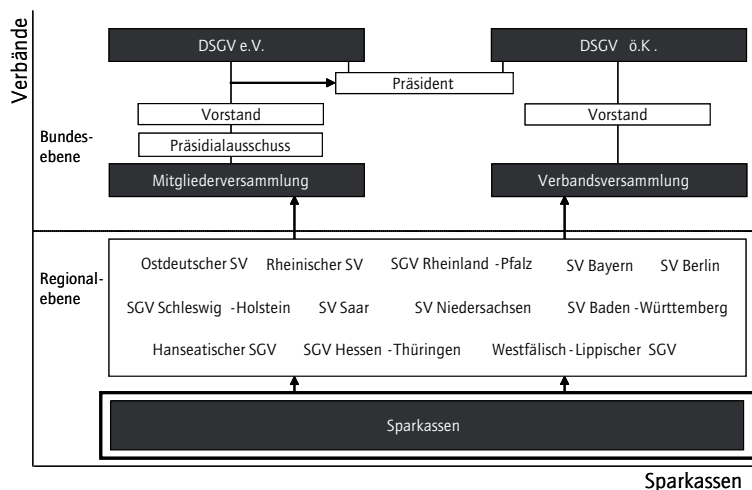 Verbände
DSGV e.V.
DSGV ö.K.
Präsident
Vorstand
Vorstand
Bundes-
ebene
Präsidialausschuss
Mitgliederversammlung
Verbandsversammlung
Regional-
ebene
Ostdeutscher SV
Rheinischer SV
SGV Rheinland -Pfalz
SV Bayern
SV Berlin
SGV Schleswig -Holstein
SV Saar
SV Niedersachsen
SV Baden -Württemberg
Hanseatischer SGV
SGV Hessen -Thüringen
Westfälisch-Lippischer SGV
Sparkassen
Sparkassen